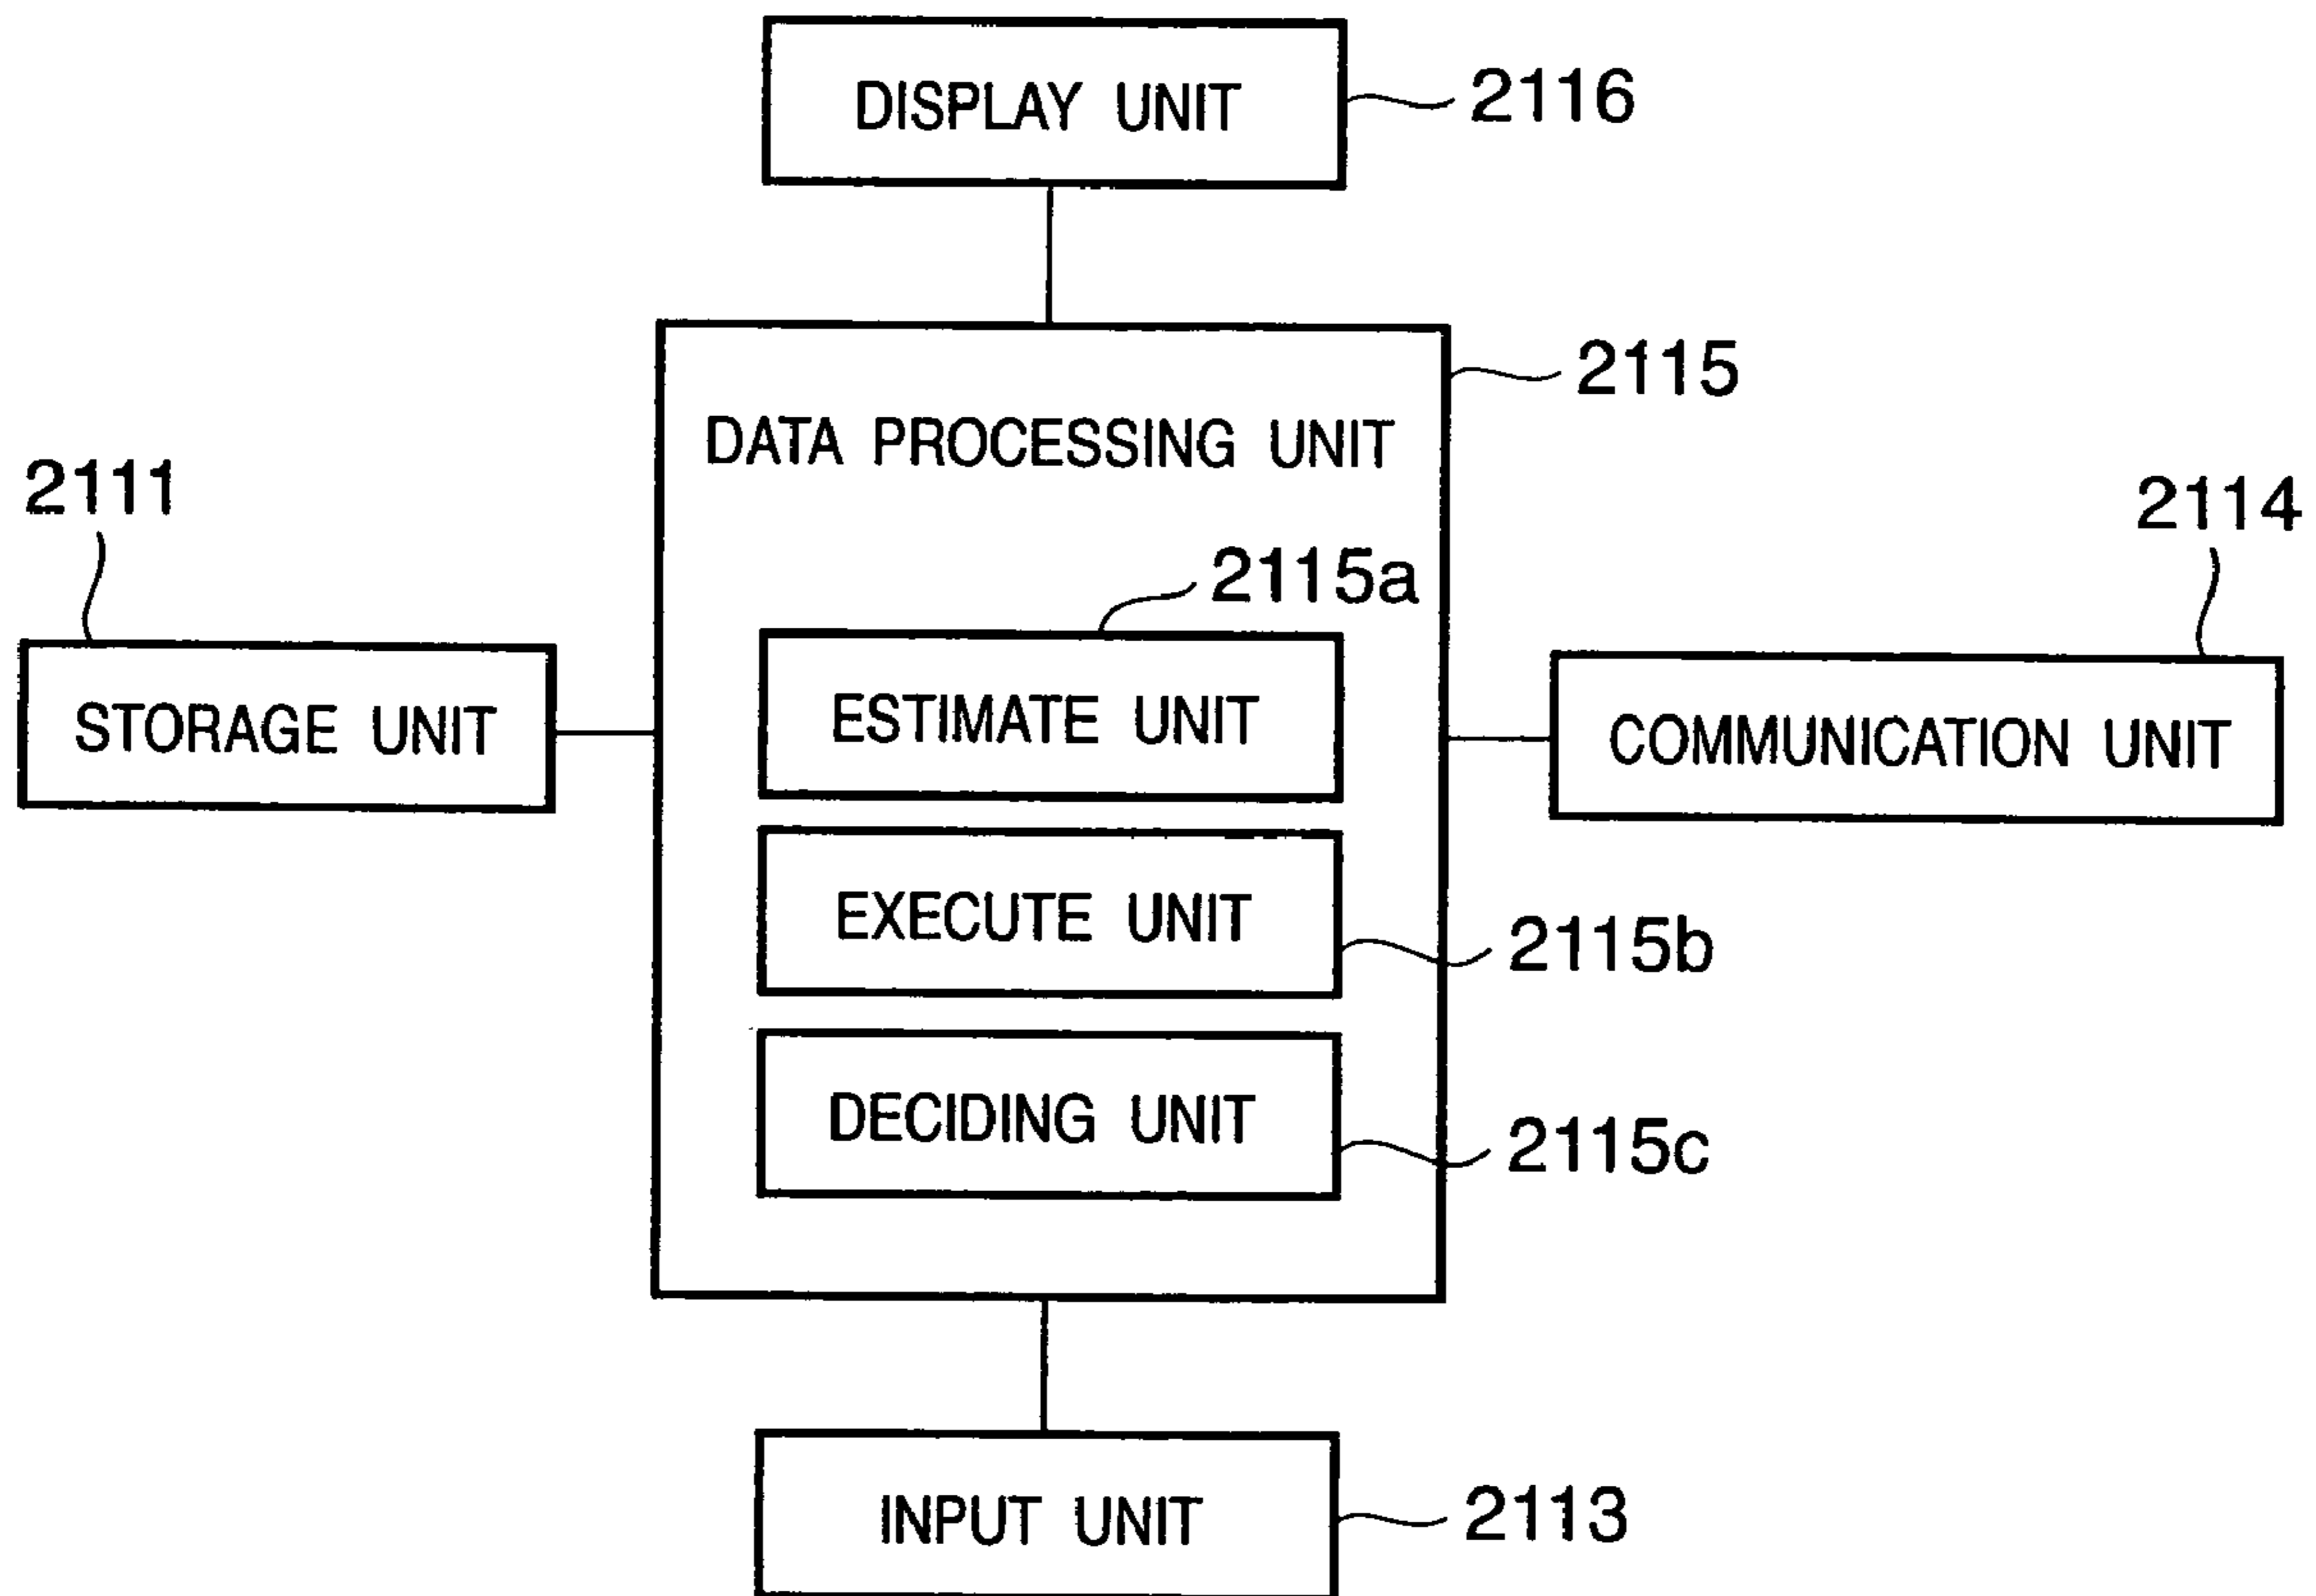 DISPLAY UNIT
2116
2115
DATA PROCESSING UNIT
2111
2114
2115a
STORAGE UNIT
ESTIMATE UNIT
COMMUNICATION UNIT
EXECUTE UNIT
2115b
DECIDING UNIT
2115c
INPUT UNIT
2113